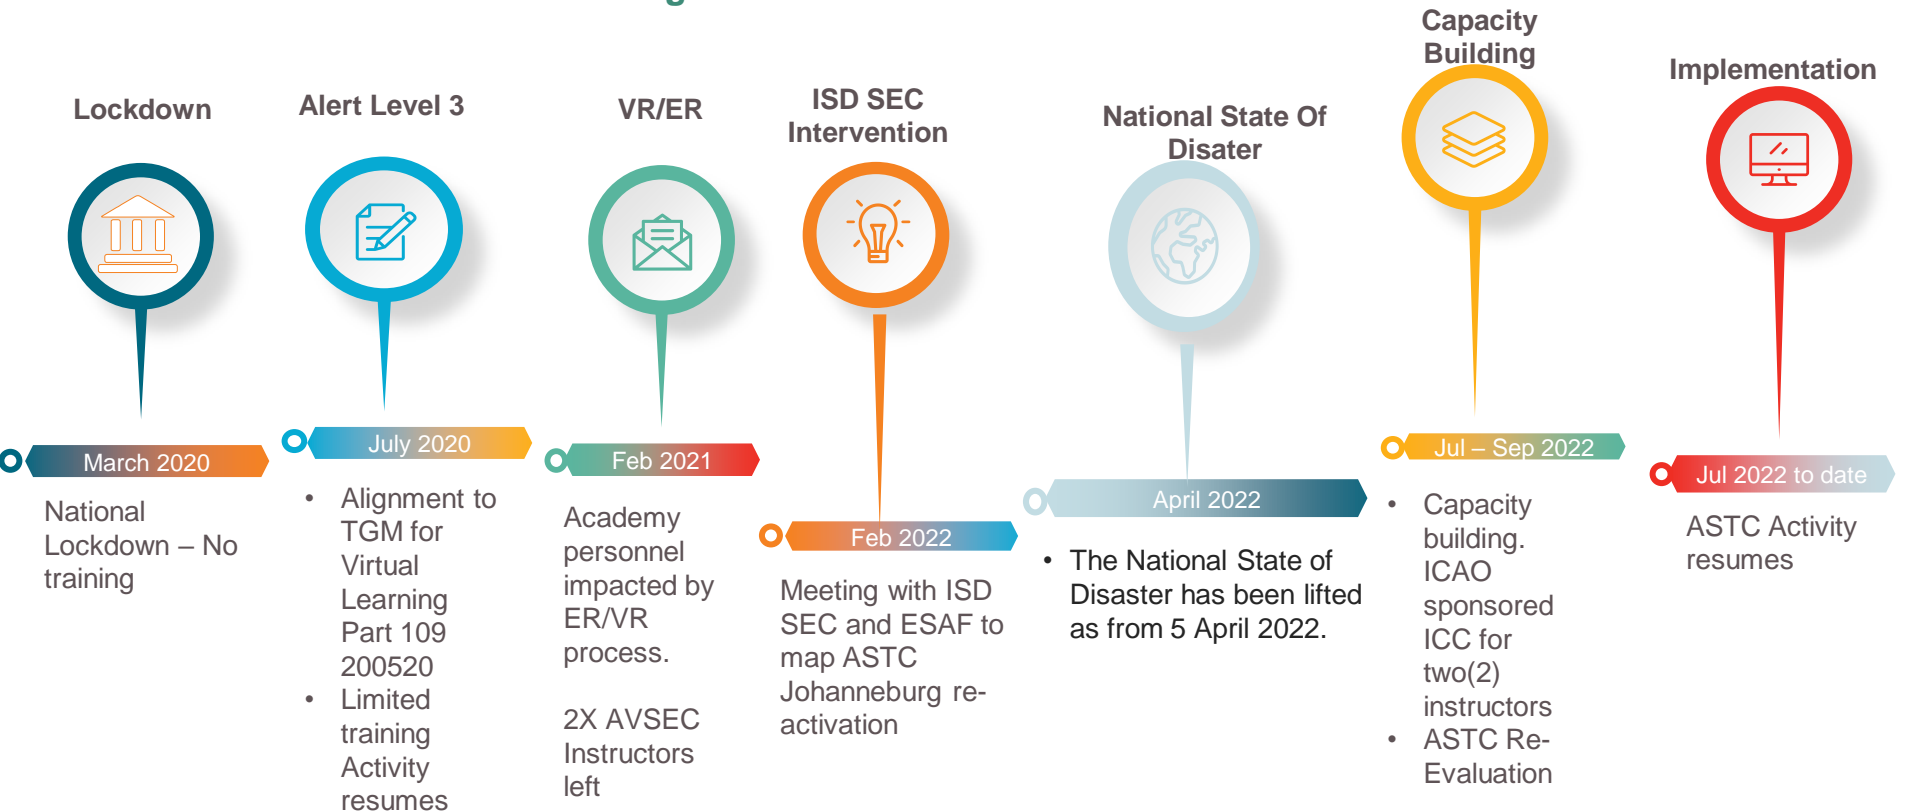 Lockdown
March 2020
National
Lockdown – No
training
Alert Level 3
July 2020
• Alignment to
TGM for
Virtual
Learning
Part 109
200520
• Limited
training
Activity
resumes
VR/ER
Feb 2021
Academy
personnel
impacted by
ER/VR
process.
2X AVSEC
Instructors
left
ISD SEC
Intervention
Feb 2022
Meeting with ISD
SEC and ESAF to
map ASTC
Johanneburg re-
activation
National State Of
Disater
April 2022
• The National State of
Disaster has been lifted
as from 5 April 2022.
Capacity
Building
Jul – Sep 2022
• Capacity
building.
ICAO
sponsored
ICC for
two(2)
instructors
• ASTC Re-
Evaluation
Implementation
Jul 2022 to date
ASTC Activity
resumes